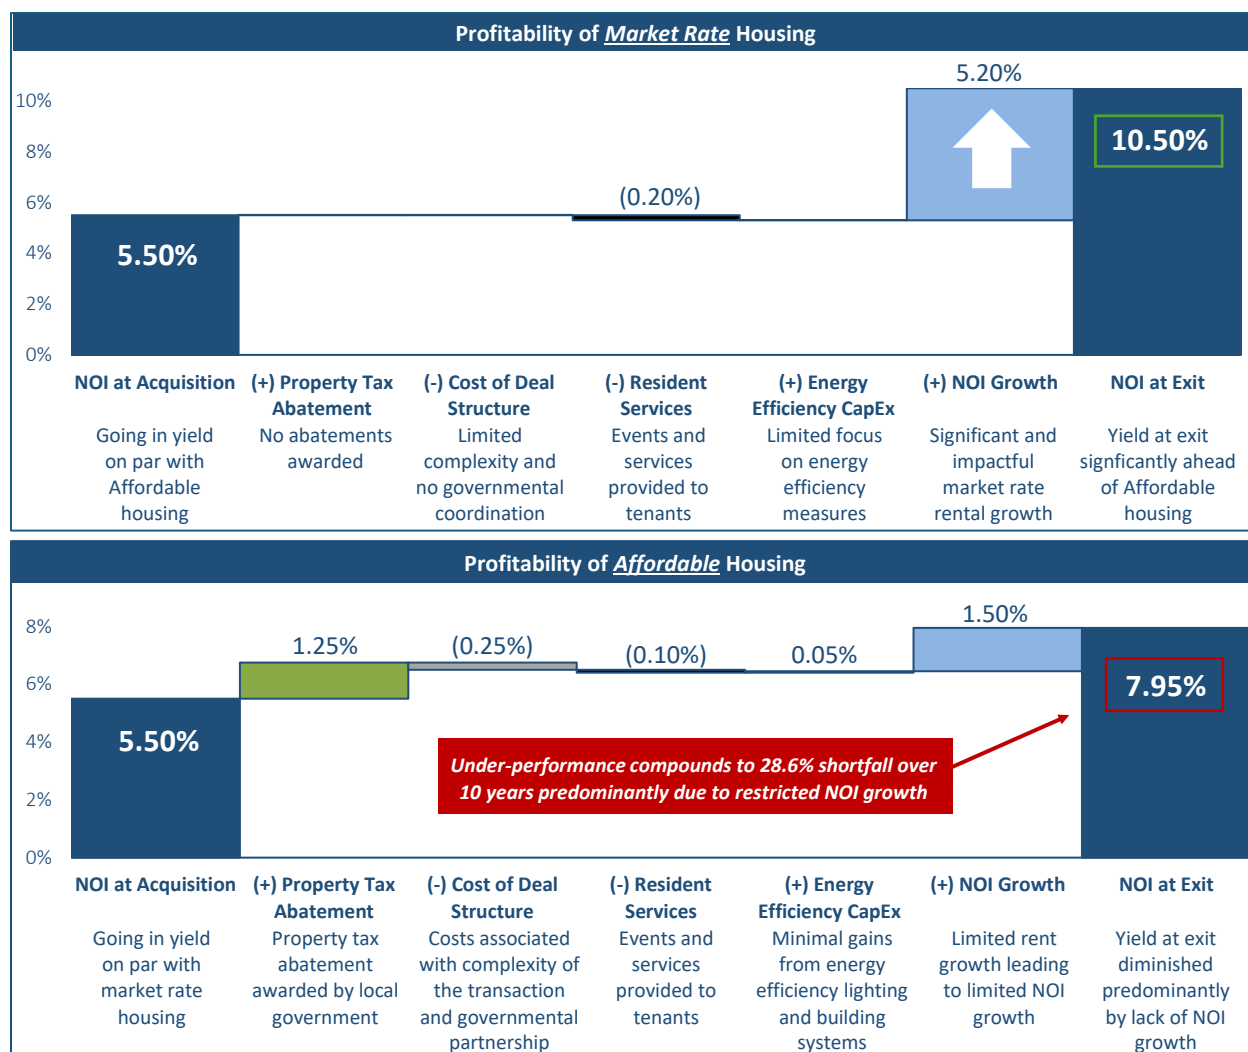 Profitability of Market Rate Housing
5.20%
10%
10.50%
8%
(0.20%)
6%
5.50%
4%
2%
0%
NOI at Acquisition
Going in yield
on par with
Affordable
housing
(+) Property Tax
Abatement
No abatements
awarded
(-) Cost of Deal
Structure
Limited
complexity and
no governmental
coordination
(-) Resident
Services
Events and
services
provided to
tenants
(+) Energy
Efficiency CapEx
Limited focus
on energy
efficiency
measures
(+) NOI Growth
Significant and
impactful
market rate
rental growth
NOI at Exit
Yield at exit
signficantly ahead
of Affordable
housing
Profitability of Affordable Housing
8%
1.25%
(0.25%)
(0.10%)
0.05%
1.50%
6%
7.95%
5.50%
4%
Under-performance compounds to 28.6% shortfall over
10 years predominantly due to restricted NOI growth
2%
0%
NOI at Acquisition
Going in yield
on par with
market rate
housing
(+) Property Tax
Abatement
Property tax
abatement
awarded by local
government
(-) Cost of Deal
Structure
Costs associated
with complexity of
the transaction
and governmental
partnership
(-) Resident
Services
Events and
services
provided to
tenants
(+) Energy
Efficiency CapEx
Minimal gains
from energy
efficiency lighting
and building
systems
(+) NOI Growth
Limited rent
growth leading
to limited NOI
growth
NOI at Exit
Yield at exit
diminished
predominantly
by lack of NOI
growth